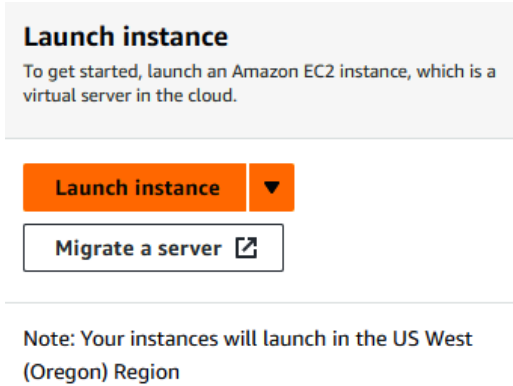 Launch instance
To get started, launch an Amazon EC2 instance, which is a
virtual server in the cloud.
Launch instance
Migrate a server
Note: Your instances will launch in the US West
(Oregon) Region